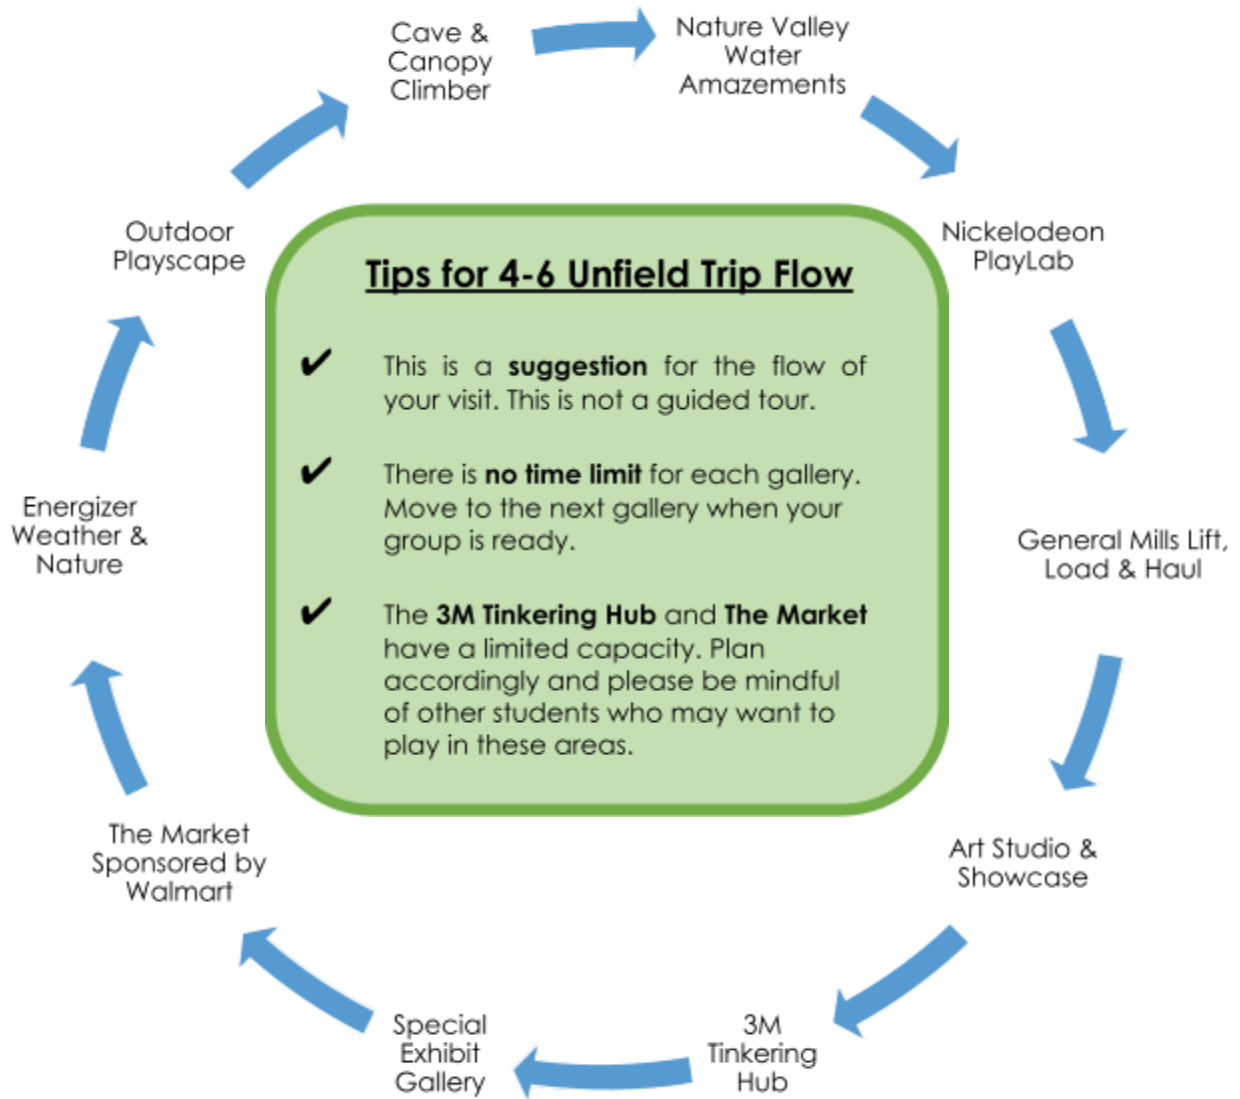 Cave &
Canopy
Climber
Nature Valley
Water
Amazements
Nickelodeon
PlayLab
General Mills Lift,
Load & Haul
Art Studio &
Showcase
3M
Tinkering
Hub
Special
Exhibit
Gallery
The Market
Sponsored by
Walmart
Energizer
Weather &
Nature
Outdoor
Playscape
Tips for 4-6 Unfield Trip Flow
✔ This is a suggestion for the flow of
your visit. This is not a guided tour.
✔ There is no time limit for each gallery.
Move to the next gallery when your
group is ready.
✔ The 3M Tinkering Hub and The Market
have a limited capacity. Plan
accordingly and please be mindful
of other students who may want to
play in these areas.